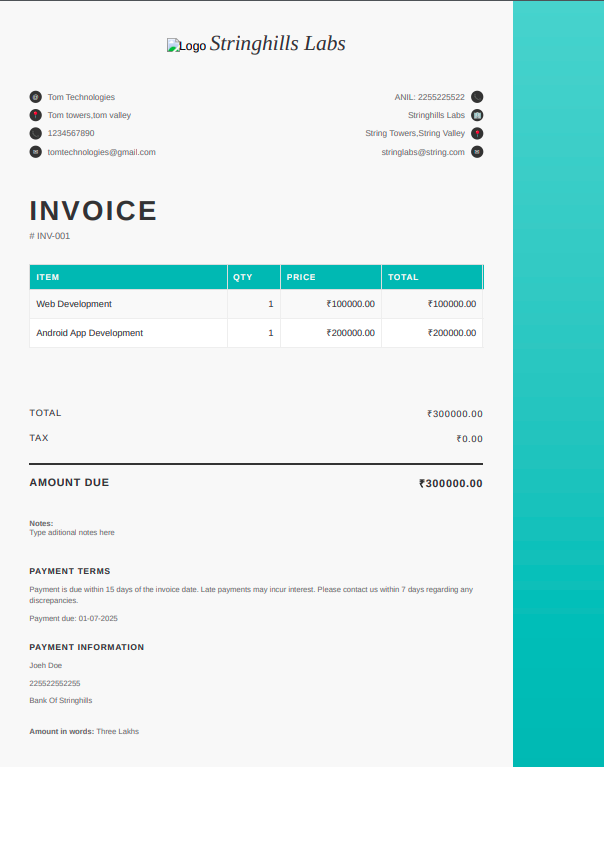 Logo Stringhills Labs
Tom Technologies
Tom towers,tom valley
1234567890
tomtechnologies@gmail.com
ANIL: 2255225522
Stringhills Labs
String Towers,String Valley
stringlabs@string.com
INVOICE
# INV-001
ITEM QTY PRICE TOTAL
Web Development 1 ₹100000.00 ₹100000.00
Android App Development 1 ₹200000.00 ₹200000.00
TOTAL ₹300000.00
TAX ₹0.00
AMOUNT DUE ₹300000.00
Notes:
Type aditional notes here
PAYMENT TERMS
Payment is due within 15 days of the invoice date. Late payments may incur interest. Please contact us within 7 days regarding any
discrepancies.
Payment due: 01-07-2025
PAYMENT INFORMATION
Joeh Doe
225522552255
Bank Of Stringhills
Amount in words: Three Lakhs